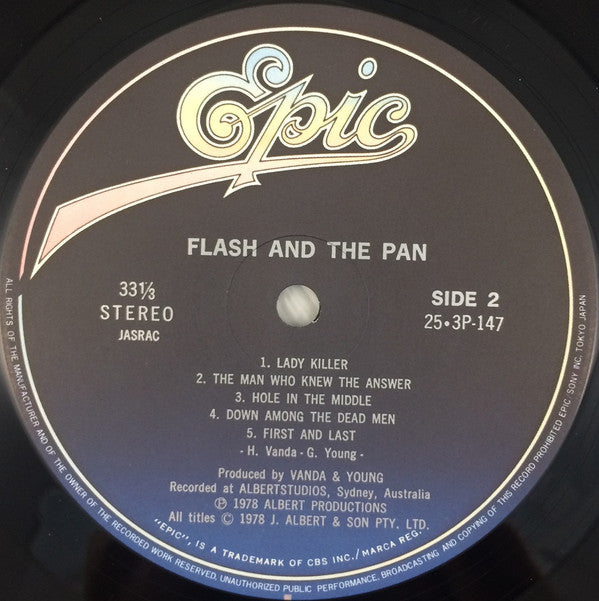 Epic
FLASH AND THE PAN
33⅓
STEREO
JASRAC
SIDE 2
25•3P-147
1. LADY KILLER
2. THE MAN WHO KNEW THE ANSWER
3. HOLE IN THE MIDDLE
4. DOWN AMONG THE DEAD MEN
5. FIRST AND LAST
- H. Vanda - G. Young -
Produced by VANDA & YOUNG
Recorded at ALBERTSTUDIOS, Sydney, Australia
Ⓟ 1978 ALBERT PRODUCTIONS
All titles © 1978 J. ALBERT & SON PTY. LTD.
"EPIC", IS A TRADEMARK OF CBS INC./MARCA REG.
ALL RIGHTS OF THE MANUFACTURER AND OF THE OWNER OF THE RECORDED WORK RESERVED, UNAUTHORIZED PUBLIC PERFORMANCE, BROADCASTING AND COPYING OF THIS RECORD PROHIBITED EPIC·SONY INC. TOKYO JAPAN